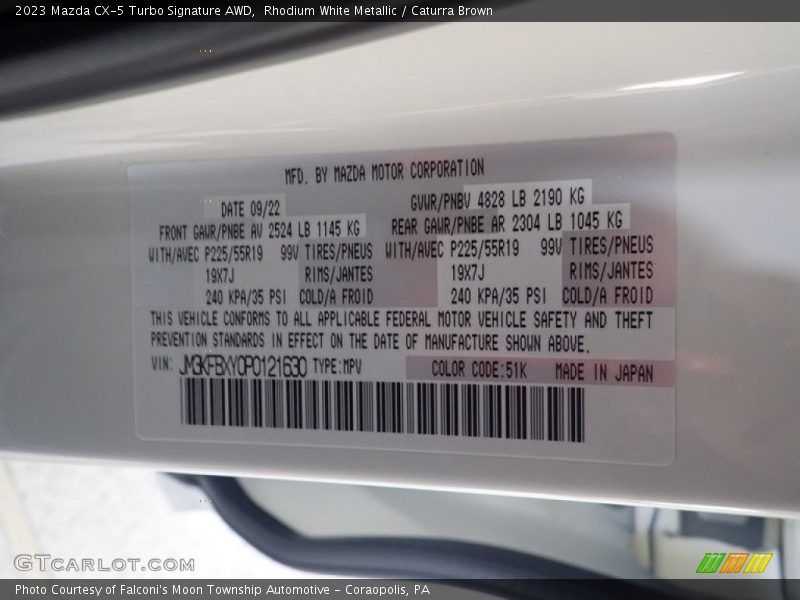 2023 Mazda CX-5 Turbo Signature AWD, Rhodium White Metallic / Caturra Brown
MFD. BY MAZDA MOTOR CORPORATION
DATE 09/22 GVWR/PNBV 4828 LB 2190 KG
FRONT GAWR/PNBE AV 2524 LB 1145 KG REAR GAWR/PNBE AR 2304 LB 1045 KG
WITH/AVEC P225/55R19 99V TIRES/PNEUS WITH/AVEC P225/55R19 99V TIRES/PNEUS
19X7J RIMS/JANTES 19X7J RIMS/JANTES
240 KPA/35 PSI COLD/A FROID 240 KPA/35 PSI COLD/A FROID
THIS VEHICLE CONFORMS TO ALL APPLICABLE FEDERAL MOTOR VEHICLE SAFETY AND THEFT
PREVENTION STANDARDS IN EFFECT ON THE DATE OF MANUFACTURE SHOWN ABOVE.
VIN: JM3KFBXY0P0121630 TYPE:MPV COLOR CODE:51K MADE IN JAPAN
GTCARLOT.COM
Photo Courtesy of Falconi's Moon Township Automotive - Coraopolis, PA